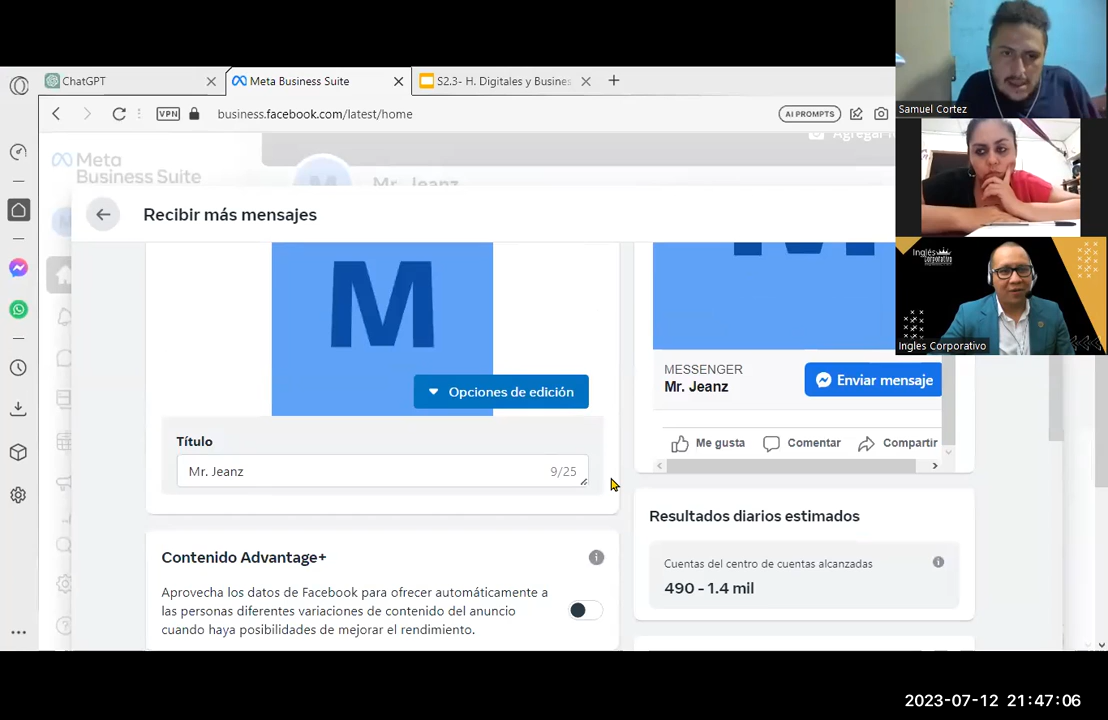 ChatGPT
Meta Business Suite
S2.3- H. Digitales y Busines
VPN
business.facebook.com/latest/home
AI PROMPTS
Samuel Cortez
Meta
Business Suite
M
Mr. Jeanz
Recibir más mensajes
M
Opciones de edición
Título
Mr. Jeanz
9/25
Contenido Advantage+
Aprovecha los datos de Facebook para ofrecer automáticamente a
las personas diferentes variaciones de contenido del anuncio
cuando haya posibilidades de mejorar el rendimiento.
MESSENGER
Mr. Jeanz
Enviar mensaje
Me gusta
Comentar
Compartir
Resultados diarios estimados
Cuentas del centro de cuentas alcanzadas
490 - 1.4 mil
Inglés
Corporativo
Ingles Corporativo
2023-07-12 21:47:06